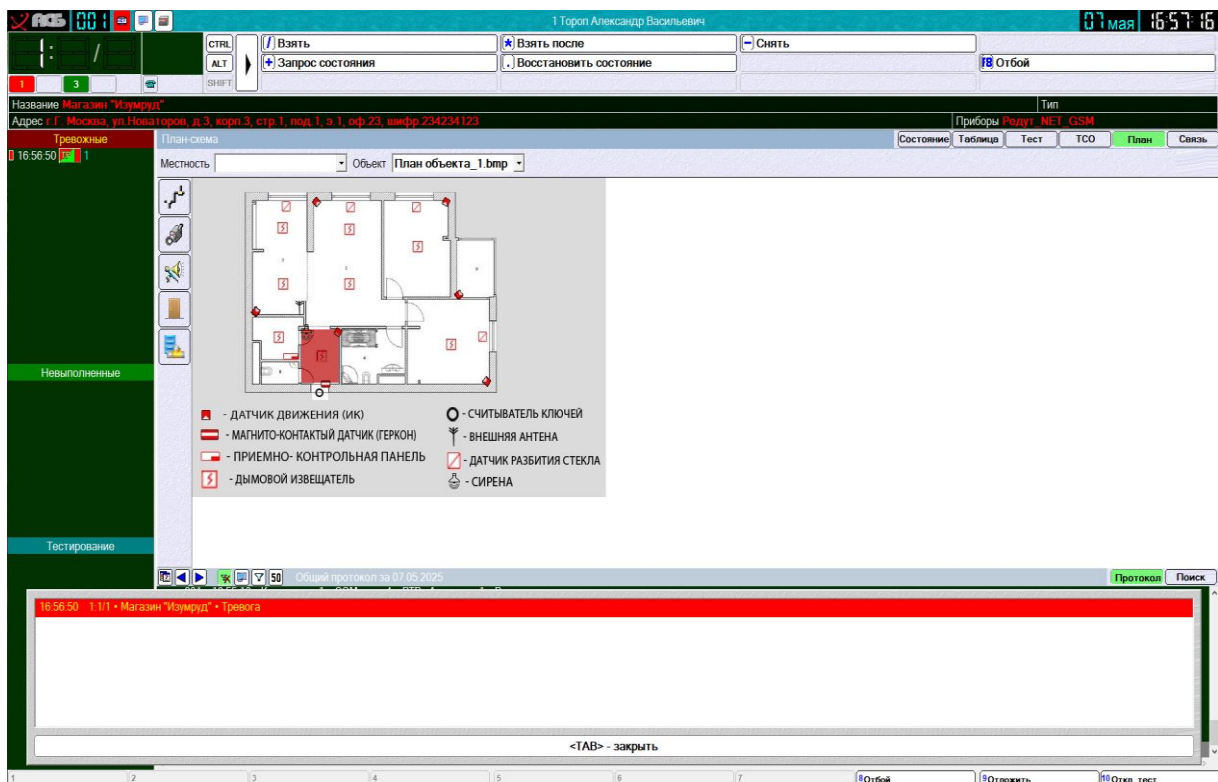 АСБ 001 1 Тороп Александр Васильевич 07 мая 16:57:16
CTRL / Взять * Взять после - Снять
ALT + Запрос состояния . Восстановить состояние F8 Отбой
SHIFT
1 3
Название Магазин "Изумруд" Тип
Адрес г.Г. Москва, ул.Новаторов, д.3, корп.3, стр.1, под.1, э.1, оф.23, шифр 234234123 Приборы Редут_NET_GSM
Тревожные План-схема Состояние Таблица Тест ТСО План Связь
16:56:50 1
Местность Объект План объекта_1.bmp
- ДАТЧИК ДВИЖЕНИЯ (ИК) - СЧИТЫВАТЕЛЬ КЛЮЧЕЙ
- МАГНИТО-КОНТАКТЫЙ ДАТЧИК (ГЕРКОН) - ВНЕШНЯЯ АНТЕНА
- ПРИЕМНО- КОНТРОЛЬНАЯ ПАНЕЛЬ - ДАТЧИК РАЗБИТИЯ СТЕКЛА
- ДЫМОВОЙ ИЗВЕЩАТЕЛЬ - СИРЕНА
Невыполненные
Тестирование
50 Общий протокол за 07.05.2025 Протокол Поиск
16:56:50 1:1/1 • Магазин "Изумруд" • Тревога
<TAB> - закрыть
1 2 3 4 5 6 7 8 Отбой 9 Отложить 10 Откл. тест